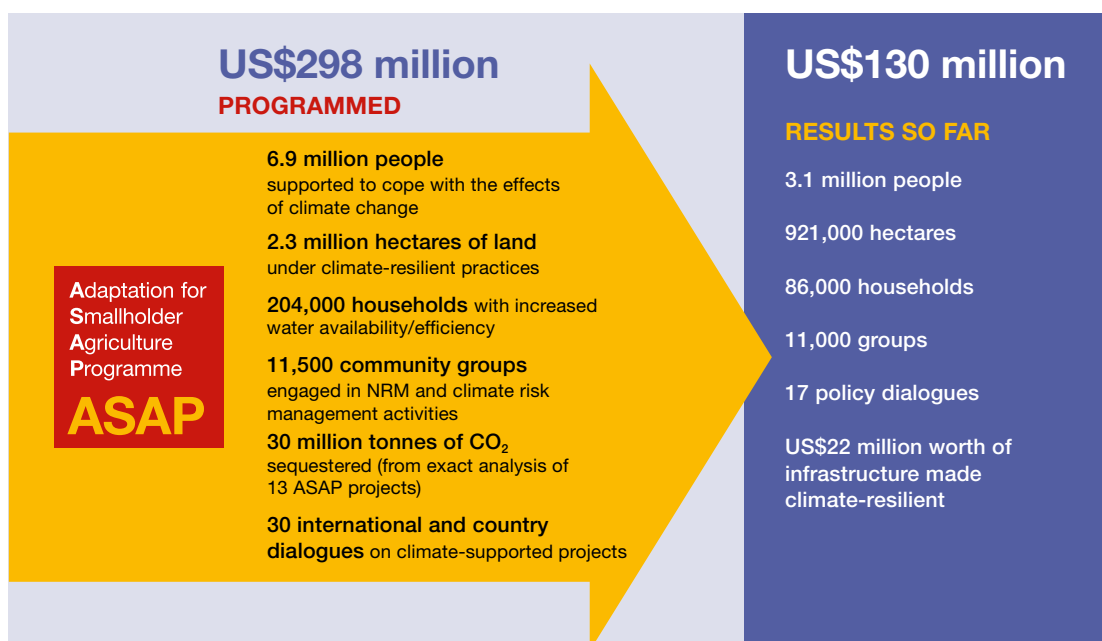 US$298 million
PROGRAMMED
Adaptation for
Smallholder
Agriculture
Programme
ASAP
6.9 million people
supported to cope with the effects
of climate change
2.3 million hectares of land
under climate-resilient practices
204,000 households with increased
water availability/efficiency
11,500 community groups
engaged in NRM and climate risk
management activities
30 million tonnes of CO₂
sequestered (from exact analysis of
13 ASAP projects)
30 international and country
dialogues on climate-supported projects
US$130 million
RESULTS SO FAR
3.1 million people
921,000 hectares
86,000 households
11,000 groups
17 policy dialogues
US$22 million worth of
infrastructure made
climate-resilient